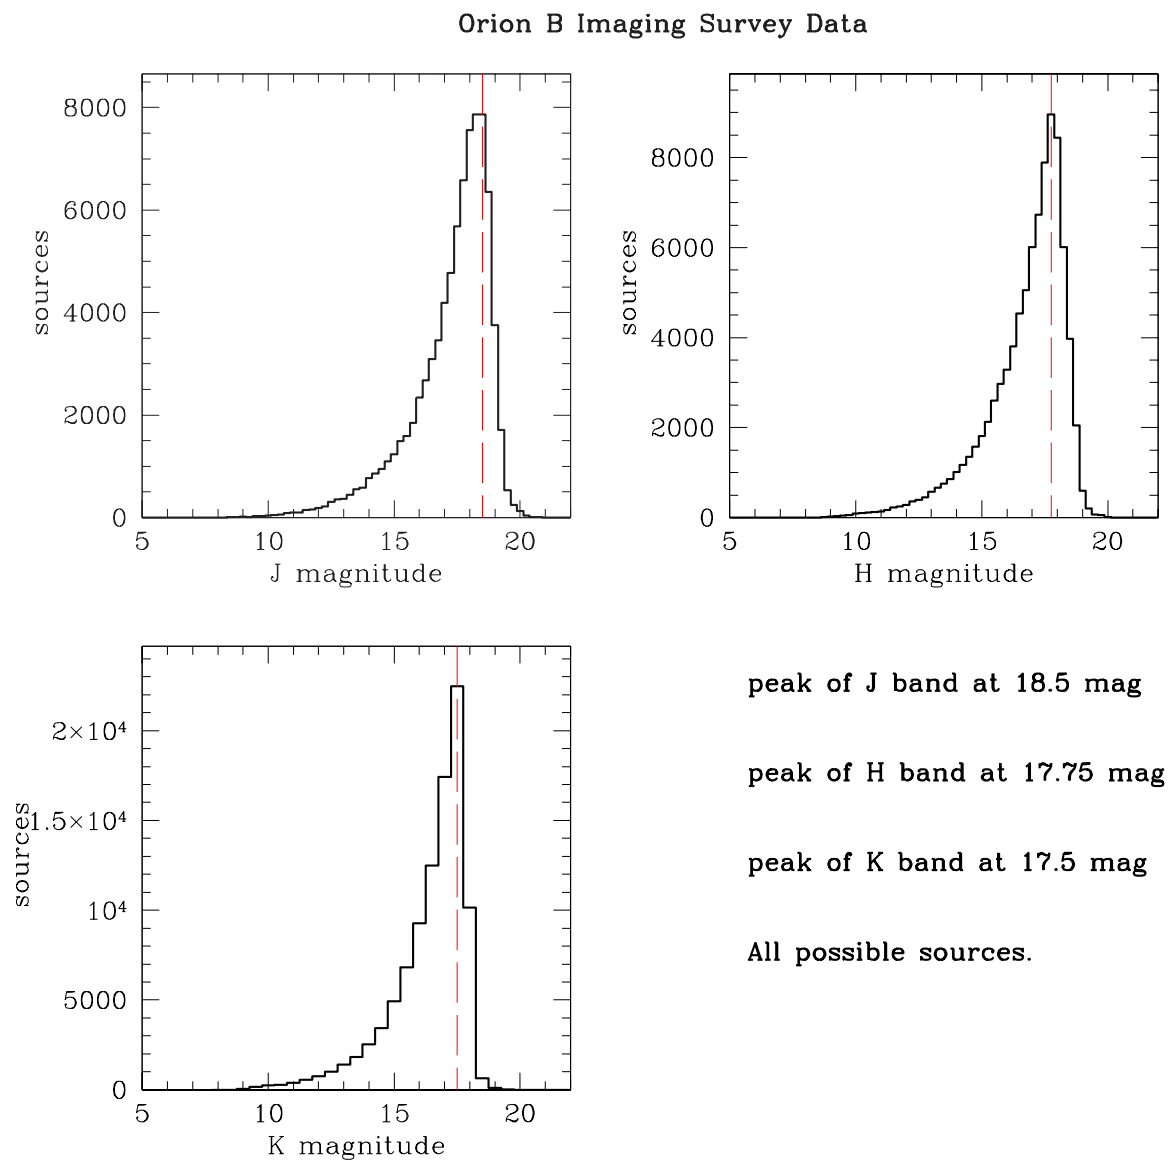 Orion B Imaging Survey Data
8000
6000
4000
2000
0
sources
5 10 15 20
J magnitude
8000
6000
4000
2000
0
sources
5 10 15 20
H magnitude
2×10⁴
1.5×10⁴
10⁴
5000
0
sources
5 10 15 20
K magnitude
peak of J band at 18.5 mag
peak of H band at 17.75 mag
peak of K band at 17.5 mag
All possible sources.